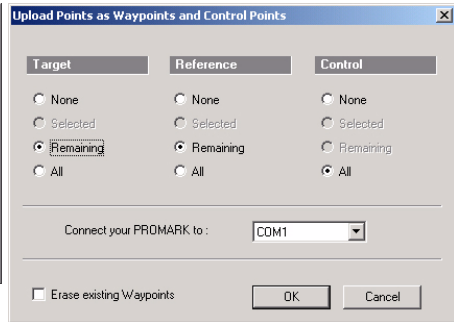 Upload Points as Waypoints and Control Points
Target Reference Control
None None None
Selected Selected Selected
Remaining Remaining Remaining
All All All
Connect your PROMARK to : COM1
Erase existing Waypoints OK Cancel